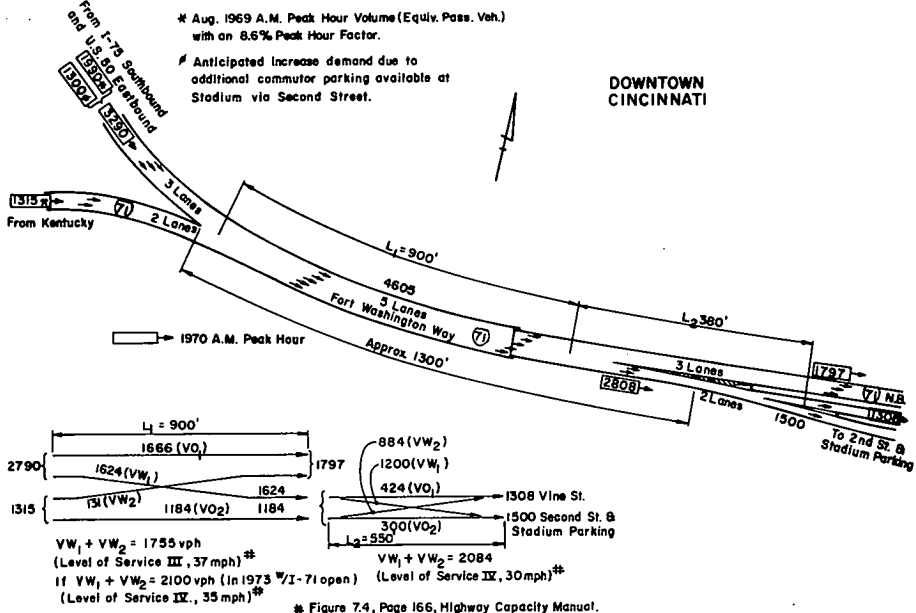 * Aug. 1969 A.M. Peak Hour Volume (Equiv. Pass. Veh.)
with an 8.6% Peak Hour Factor.
≠ Anticipated Increase demand due to
additional commutor parking available at
Stadium via Second Street.
DOWNTOWN
CINCINNATI
From I-75 Southbound
and U.S. 50 Eastbound
1990*
1300≠
3290
3 Lanes
1315*
71
2 Lanes
From Kentucky
L₁=900'
4605
5 Lanes
Fort Washington Way
71
Approx. 1300'
L₂ 380'
1970 A.M. Peak Hour
2808
3 Lanes
1797
71 N.B.
1308
2 Lanes
1500
To 2nd St. &
Stadium Parking
L₁=900'
1666 (VO₁)
2790
1797
1624 (VW₁)
1624
131 (VW₂)
1315
1184 (VO2)
1184
884 (VW₂)
1200 (VW₁)
424 (VO₁)
1308 Vine St.
1500 Second St. &
Stadium Parking
300 (VO₂)
L₂=550'
VW₁ + VW₂ = 1755 vph
(Level of Service III, 37 mph)#
If VW₁ + VW₂ = 2100 vph (In 1973 W/I-71 open)
(Level of Service IV., 35 mph)#
VW₁ + VW₂ = 2084
(Level of Service IV, 30 mph)#
# Figure 7.4, Page 166, Highway Capacity Manual.